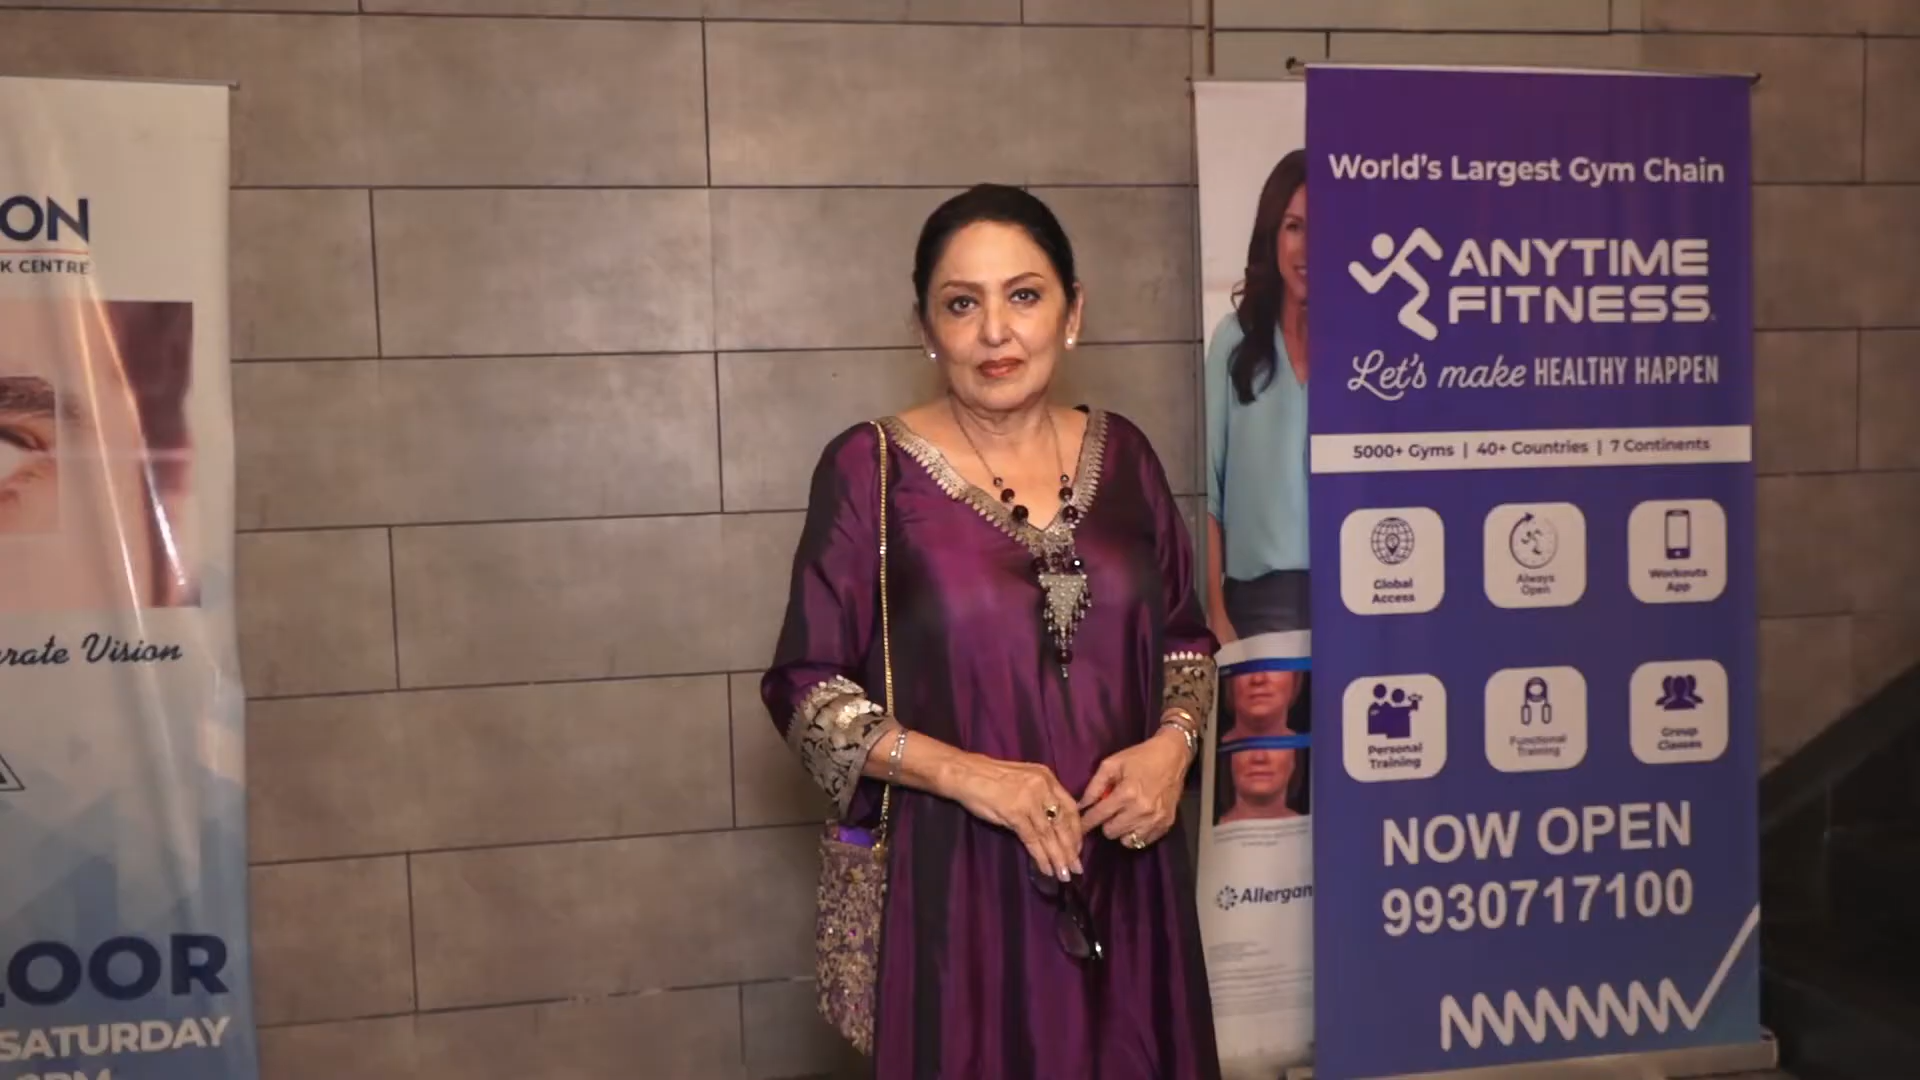 ON
K CENTRE
rate Vision
LOOR
SATURDAY
World's Largest Gym Chain
ANYTIME
FITNESS
Let's make HEALTHY HAPPEN
5000+ Gyms | 40+ Countries | 7 Continents
Global
Access
Always
Open
Workouts
App
Personal
Training
Functional
Training
Group
Classes
NOW OPEN
9930717100
Allergan